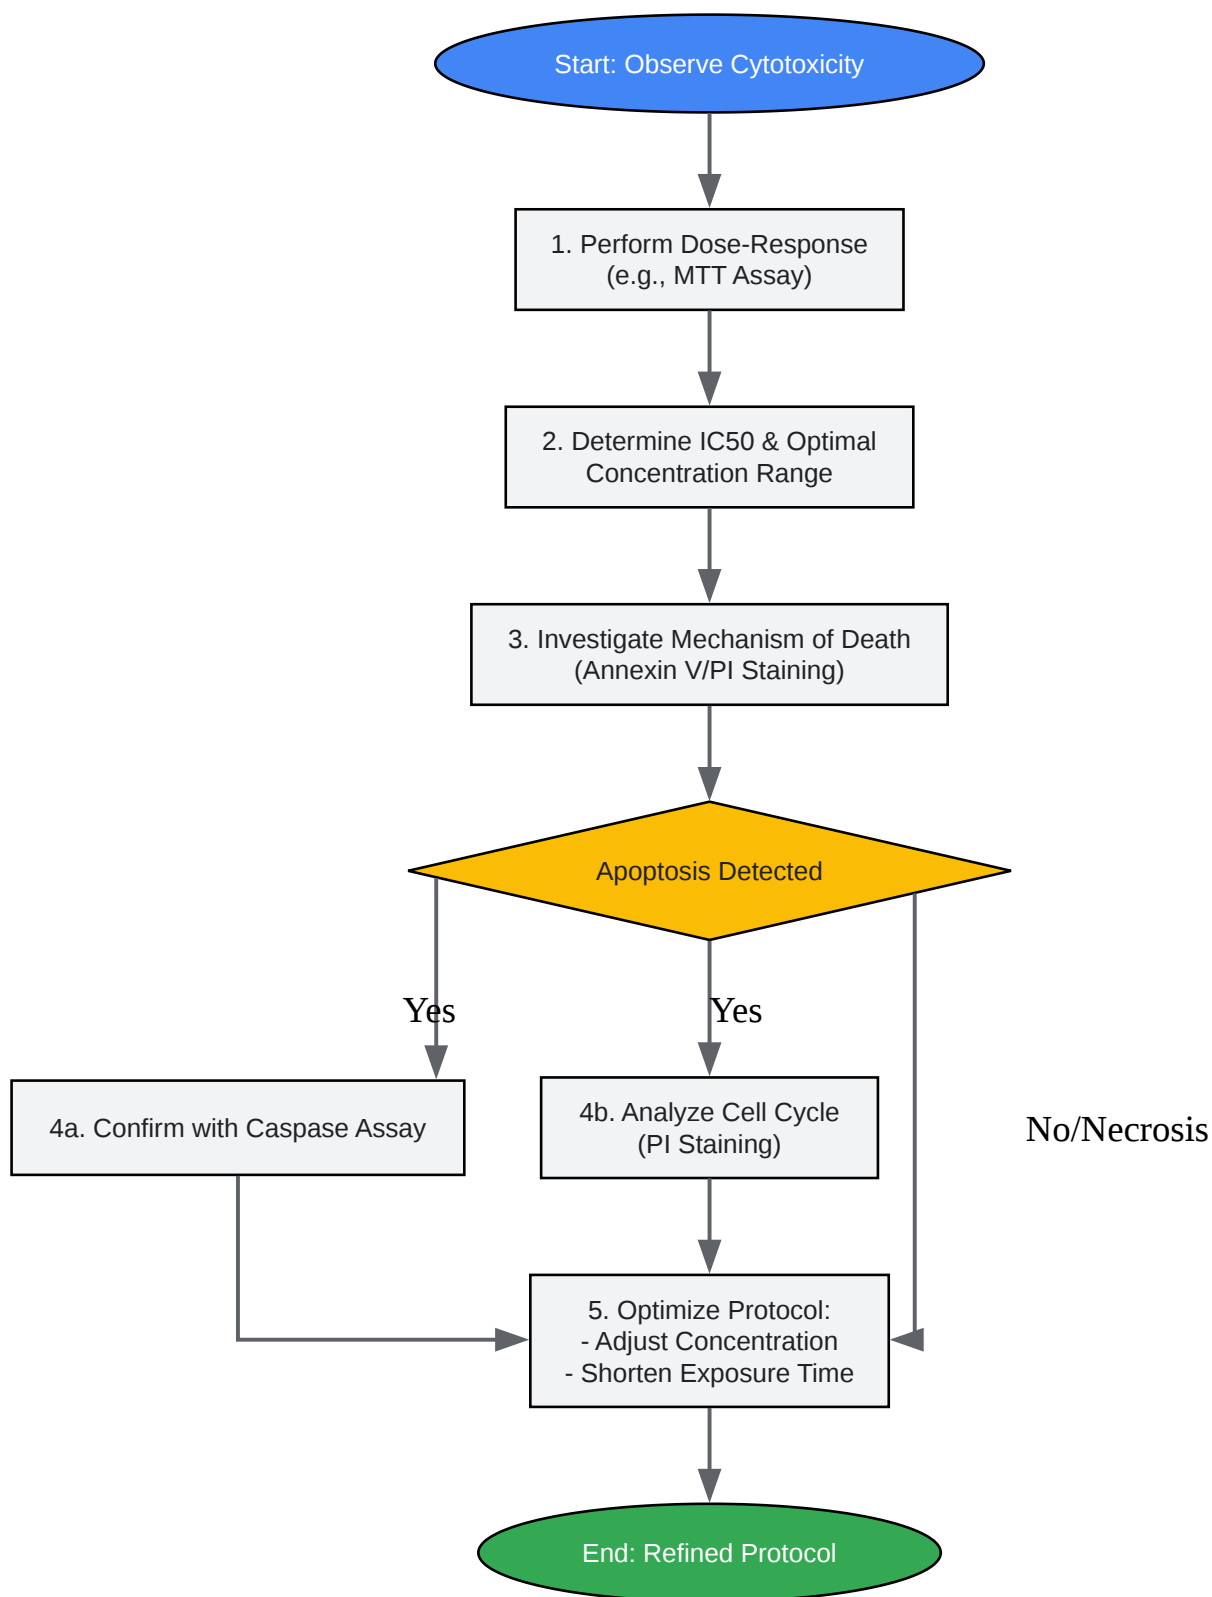 Start: Observe Cytotoxicity
1. Perform Dose-Response
(e.g., MTT Assay)
2. Determine IC50 & Optimal
Concentration Range
3. Investigate Mechanism of Death
(Annexin V/PI Staining)
Apoptosis Detected
Yes
Yes
4a. Confirm with Caspase Assay
4b. Analyze Cell Cycle
(PI Staining)
No/Necrosis
5. Optimize Protocol:
- Adjust Concentration
- Shorten Exposure Time
End: Refined Protocol